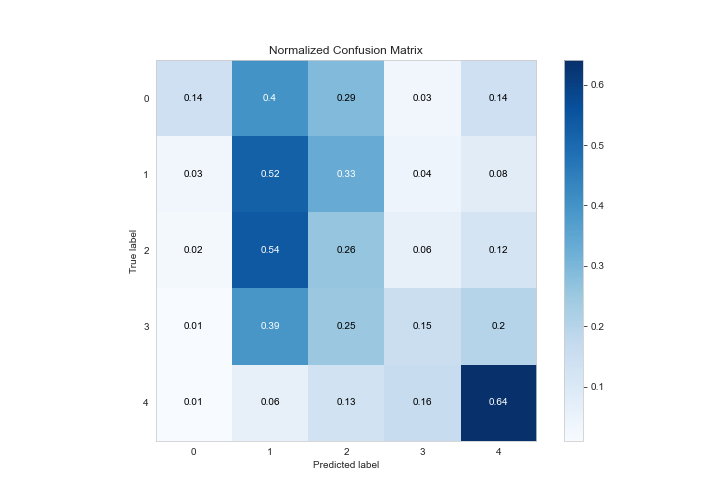 Normalized Confusion Matrix
0 0.14 0.4 0.29 0.03 0.14
1 0.03 0.52 0.33 0.04 0.08
2 0.02 0.54 0.26 0.06 0.12
3 0.01 0.39 0.25 0.15 0.2
4 0.01 0.06 0.13 0.16 0.64
True label
0 1 2 3 4
Predicted label
0.6
0.5
0.4
0.3
0.2
0.1